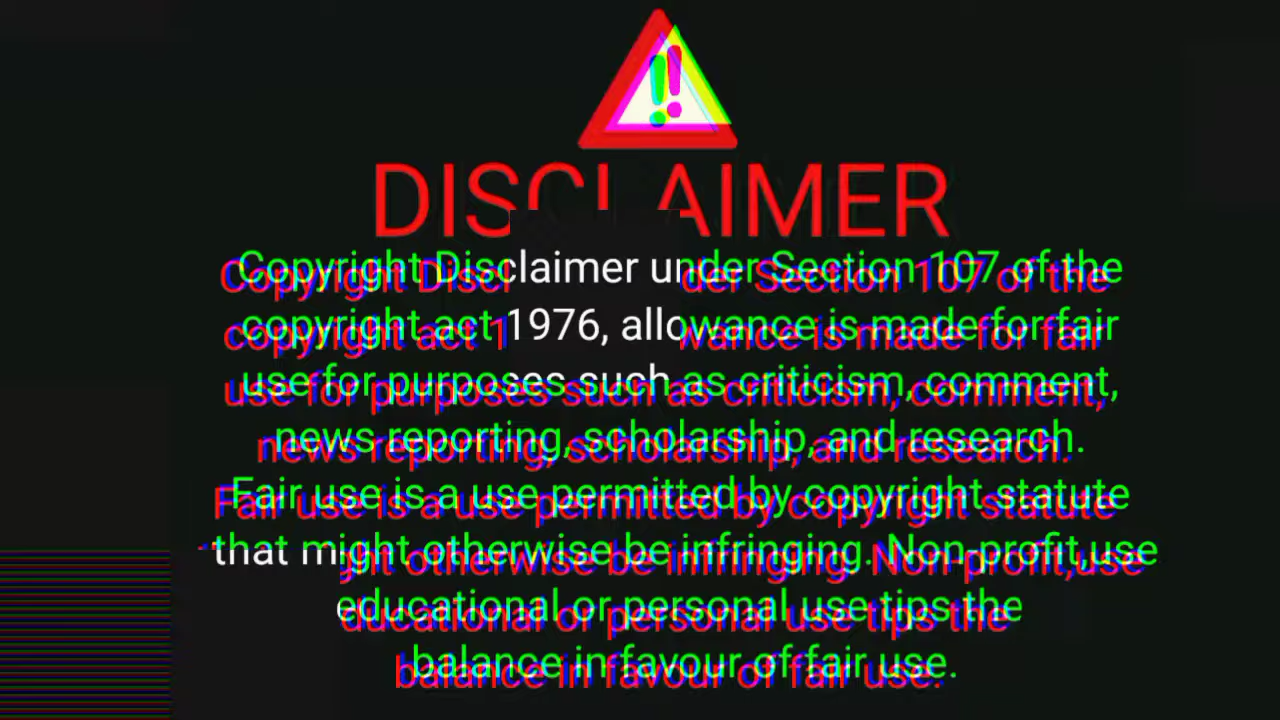 DISCLAIMER
Copyright Disclaimer under Section 107 of the
copyright act 1976, allowance is made for fair
use for purposes such as criticism, comment,
news reporting, scholarship, and research.
Fair use is a use permitted by copyright statute
that might otherwise be infringing. Non-profit,use
educational or personal use tips the
balance in favour of fair use.